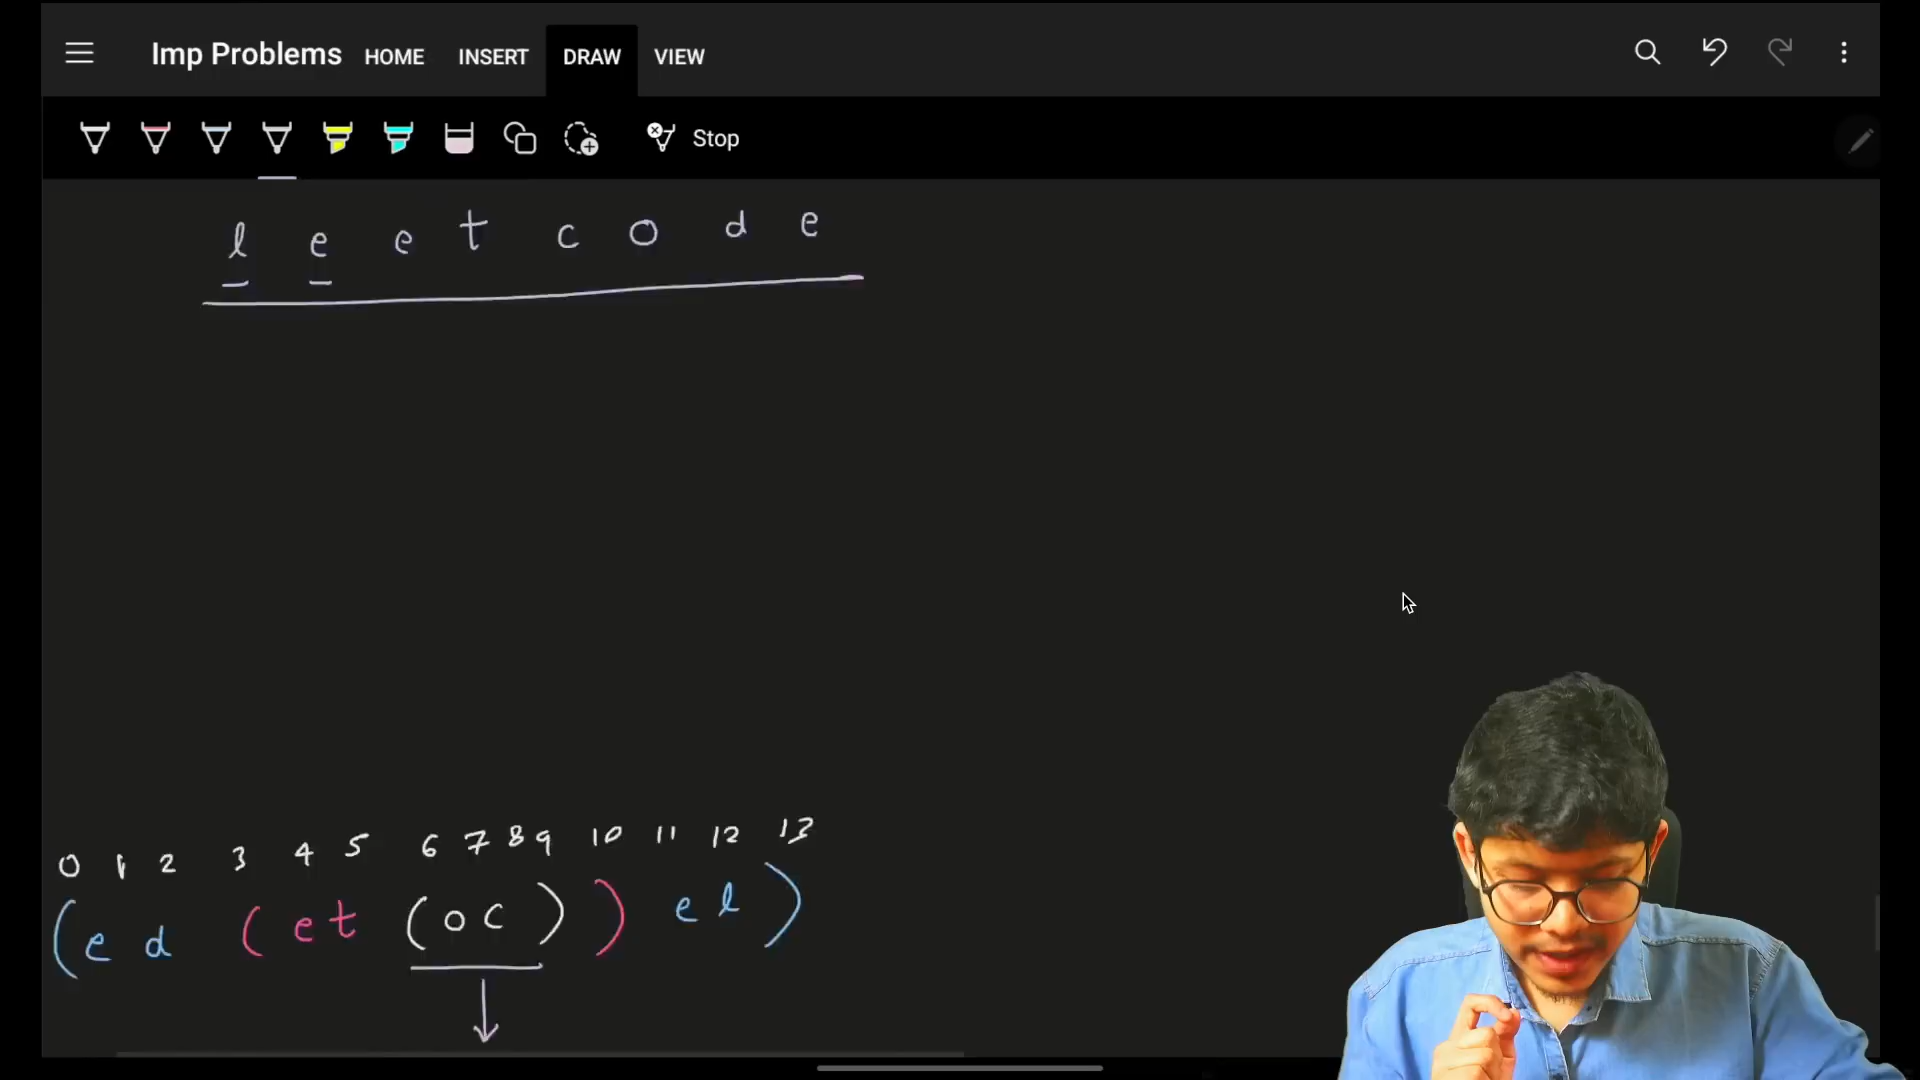 Imp Problems HOME INSERT DRAW VIEW
Stop
l e e t c o d e
0 1 2 3 4 5 6 7 8 9 10 11 12 13
( e d ( e t ( o c ) ) e l )